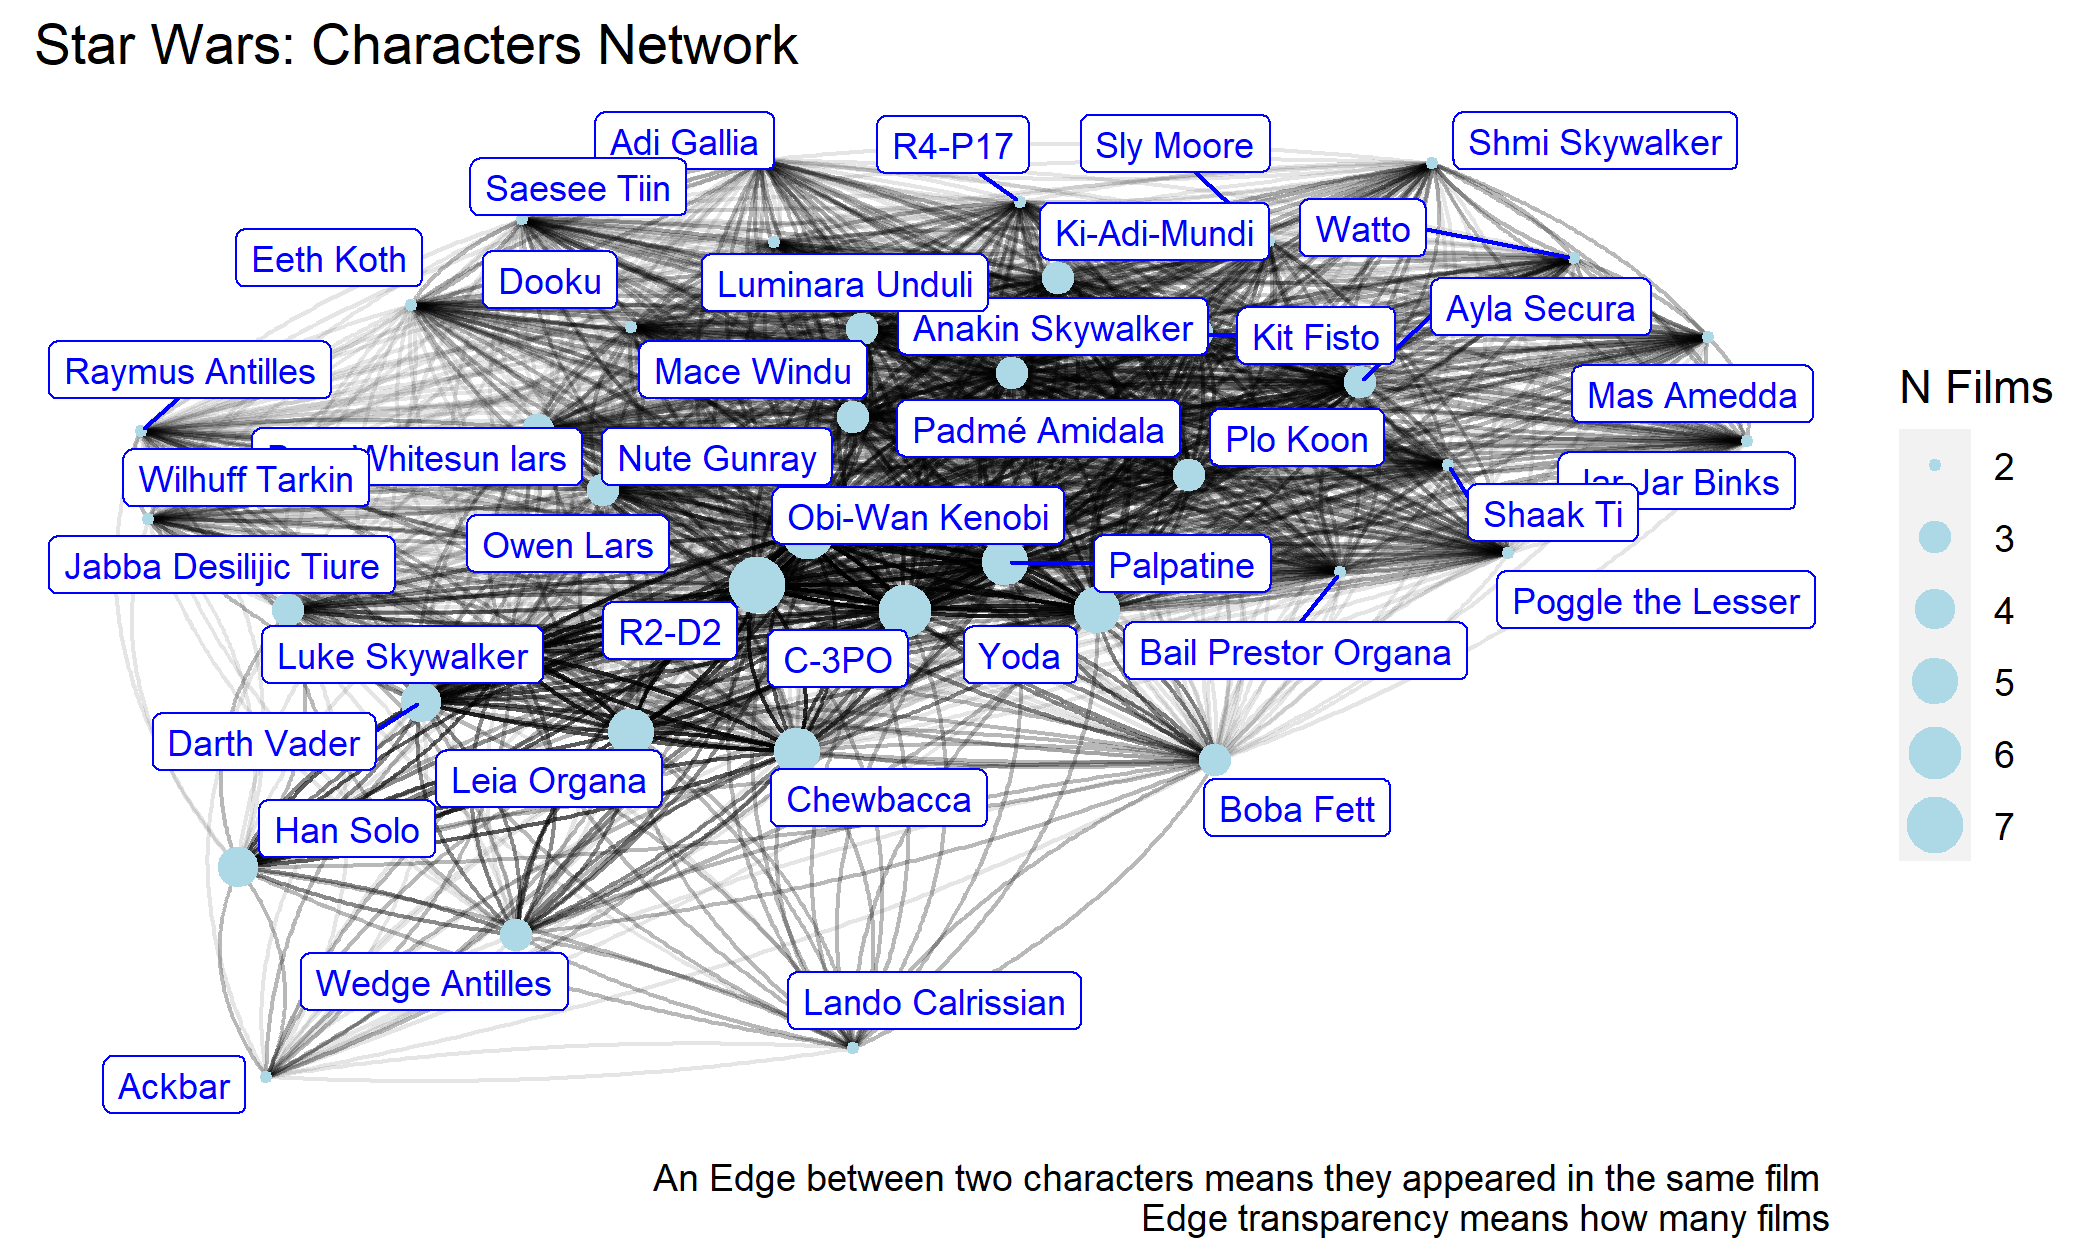 Star Wars: Characters Network
Adi Gallia
R4-P17
Sly Moore
Shmi Skywalker
Saesee Tiin
Ki-Adi-Mundi
Watto
Eeth Koth
Dooku
Luminara Unduli
Ayla Secura
Anakin Skywalker
Kit Fisto
Raymus Antilles
Mace Windu
Mas Amedda
Padmé Amidala
Plo Koon
Whitesun lars
Nute Gunray
Wilhuff Tarkin
Jar Binks
Obi-Wan Kenobi
Shaak Ti
Owen Lars
Jabba Desilijic Tiure
Palpatine
Poggle the Lesser
R2-D2
Luke Skywalker
C-3PO
Yoda
Bail Prestor Organa
Darth Vader
Leia Organa
Chewbacca
Boba Fett
Han Solo
Wedge Antilles
Lando Calrissian
Ackbar
N Films
2
3
4
5
6
7
An Edge between two characters means they appeared in the same film
Edge transparency means how many films